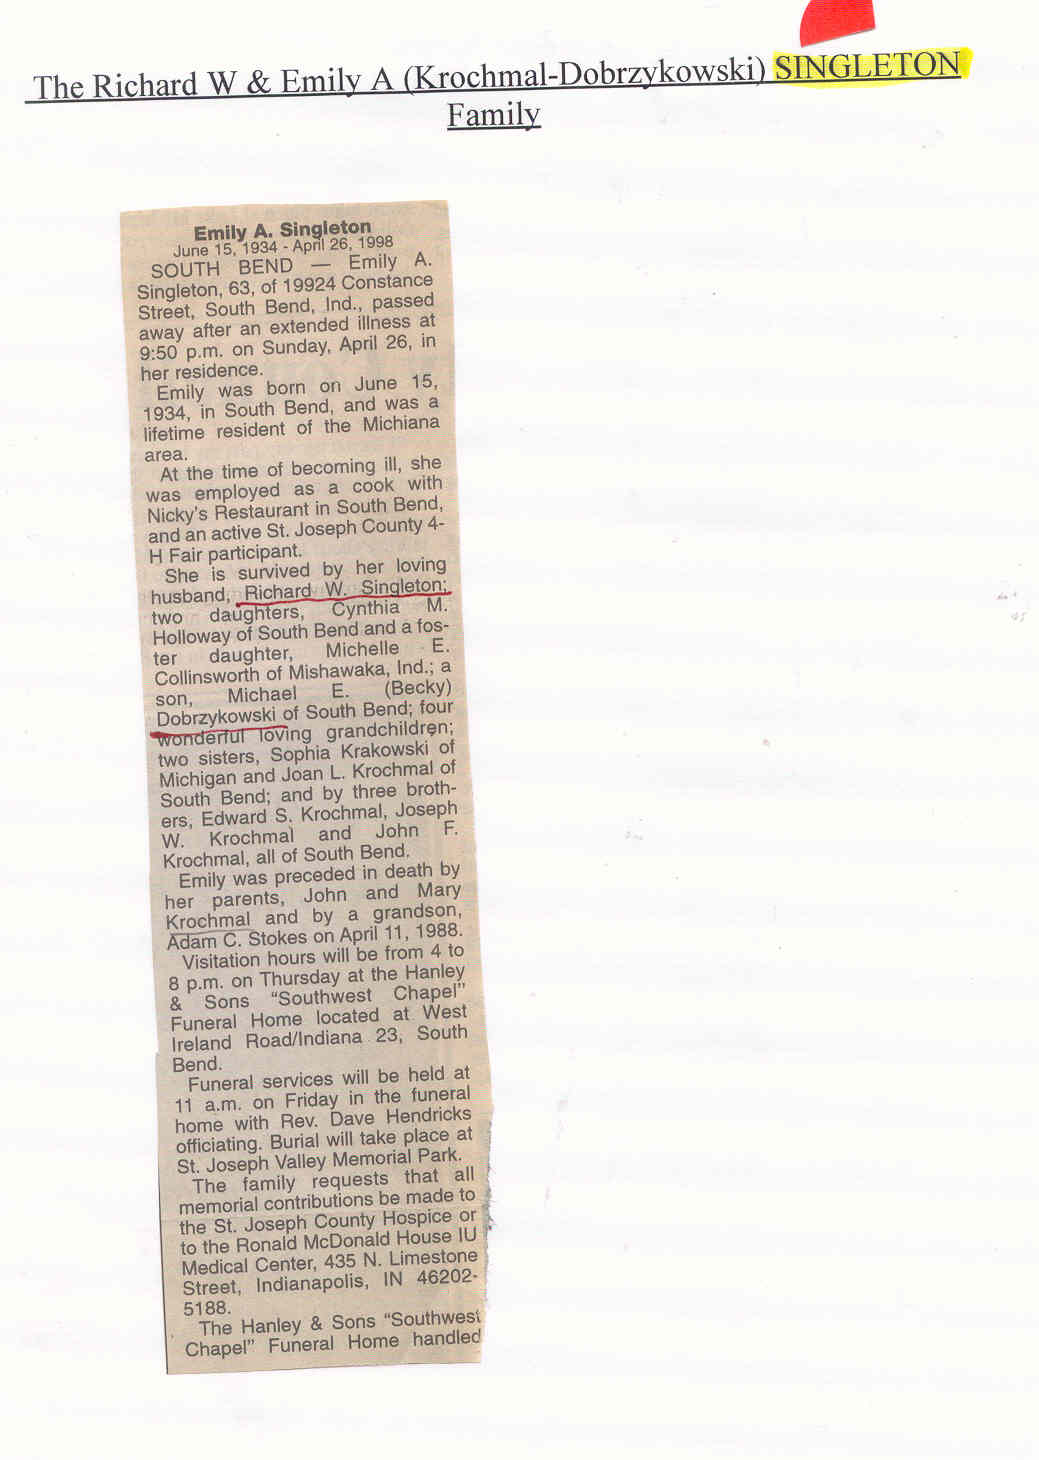 The Richard W & Emily A (Krochmal-Dobrzykowski) SINGLETON
Family
Emily A. Singleton
June 15, 1934 - April 26, 1998
SOUTH BEND — Emily A.
Singleton, 63, of 19924 Constance
Street, South Bend, Ind., passed
away after an extended illness at
9:50 p.m. on Sunday, April 26, in
her residence.
Emily was born on June 15,
1934, in South Bend, and was a
lifetime resident of the Michiana
area.
At the time of becoming ill, she
was employed as a cook with
Nicky's Restaurant in South Bend,
and an active St. Joseph County 4-
H Fair participant.
She is survived by her loving
husband, Richard W. Singleton;
two daughters, Cynthia M.
Holloway of South Bend and a fos-
ter daughter, Michelle E.
Collinsworth of Mishawaka, Ind.; a
son, Michael E. (Becky)
Dobrzykowski of South Bend; four
wonderful loving grandchildren;
two sisters, Sophia Krakowski of
Michigan and Joan L. Krochmal of
South Bend; and by three broth-
ers, Edward S. Krochmal, Joseph
W. Krochmal and John F.
Krochmal, all of South Bend.
Emily was preceded in death by
her parents, John and Mary
Krochmal and by a grandson,
Adam C. Stokes on April 11, 1988.
Visitation hours will be from 4 to
8 p.m. on Thursday at the Hanley
& Sons "Southwest Chapel"
Funeral Home located at West
Ireland Road/Indiana 23, South
Bend.
Funeral services will be held at
11 a.m. on Friday in the funeral
home with Rev. Dave Hendricks
officiating. Burial will take place at
St. Joseph Valley Memorial Park.
The family requests that all
memorial contributions be made to
the St. Joseph County Hospice or
to the Ronald McDonald House IU
Medical Center, 435 N. Limestone
Street, Indianapolis, IN 46202-
5188.
The Hanley & Sons "Southwest
Chapel" Funeral Home handled